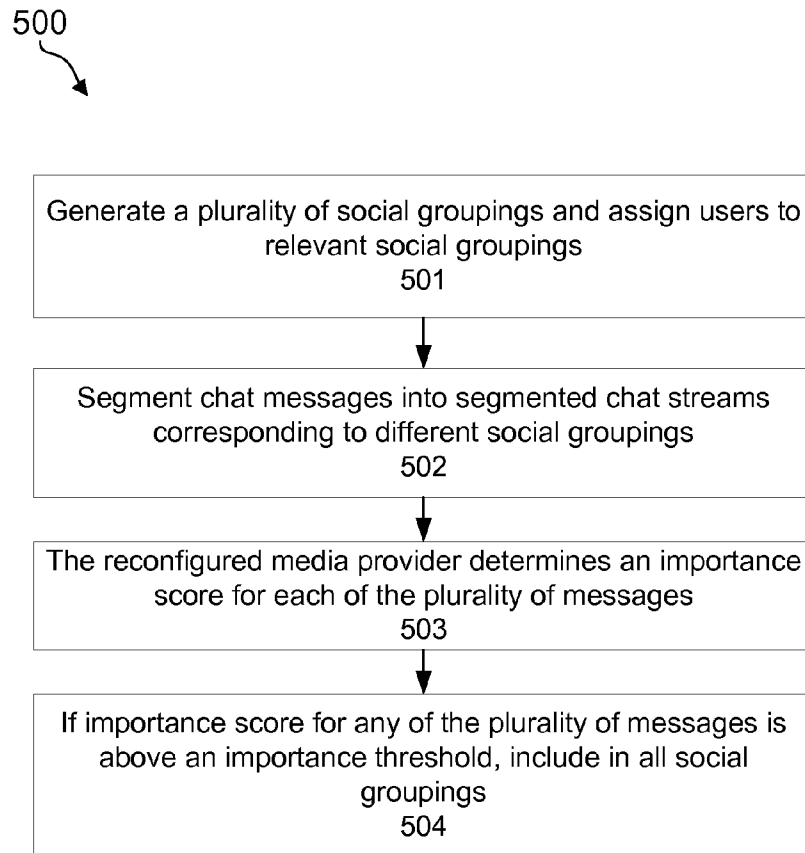 500
Generate a plurality of social groupings and assign users to
relevant social groupings
501
Segment chat messages into segmented chat streams
corresponding to different social groupings
502
The reconfigured media provider determines an importance
score for each of the plurality of messages
503
If importance score for any of the plurality of messages is
above an importance threshold, include in all social
groupings
504